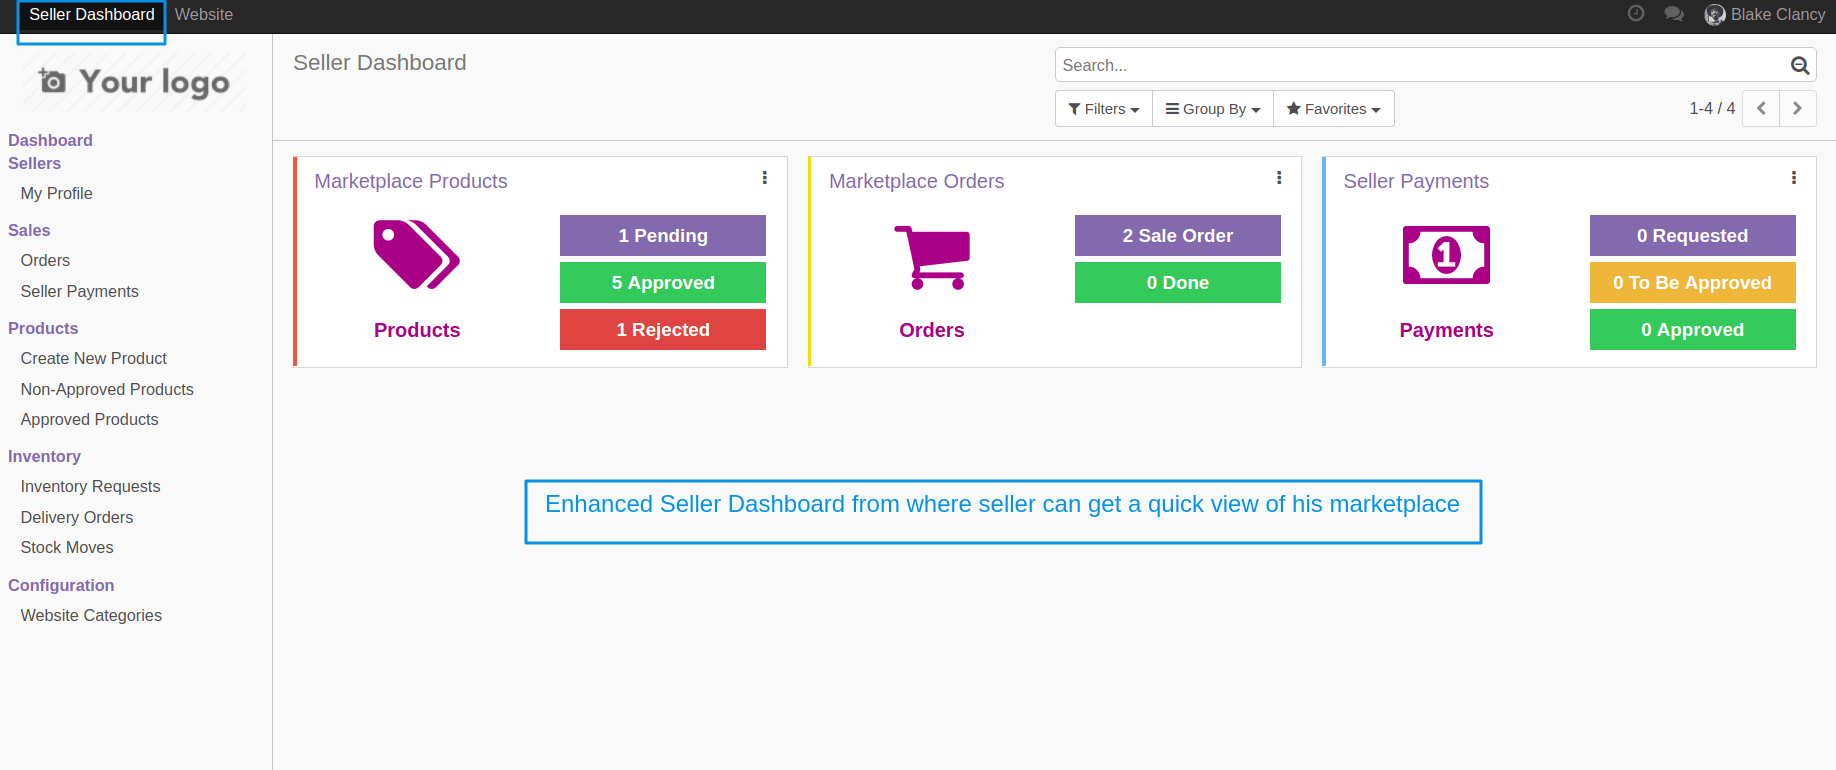 Seller Dashboard
Website
Blake Clancy
Your logo
Dashboard
Sellers
My Profile
Sales
Orders
Seller Payments
Products
Create New Product
Non-Approved Products
Approved Products
Inventory
Inventory Requests
Delivery Orders
Stock Moves
Configuration
Website Categories
Seller Dashboard
Search...
Filters
Group By
Favorites
1-4 / 4
Marketplace Products
1 Pending
5 Approved
1 Rejected
Products
Marketplace Orders
2 Sale Order
0 Done
Orders
Seller Payments
1
0 Requested
0 To Be Approved
0 Approved
Payments
Enhanced Seller Dashboard from where seller can get a quick view of his marketplace